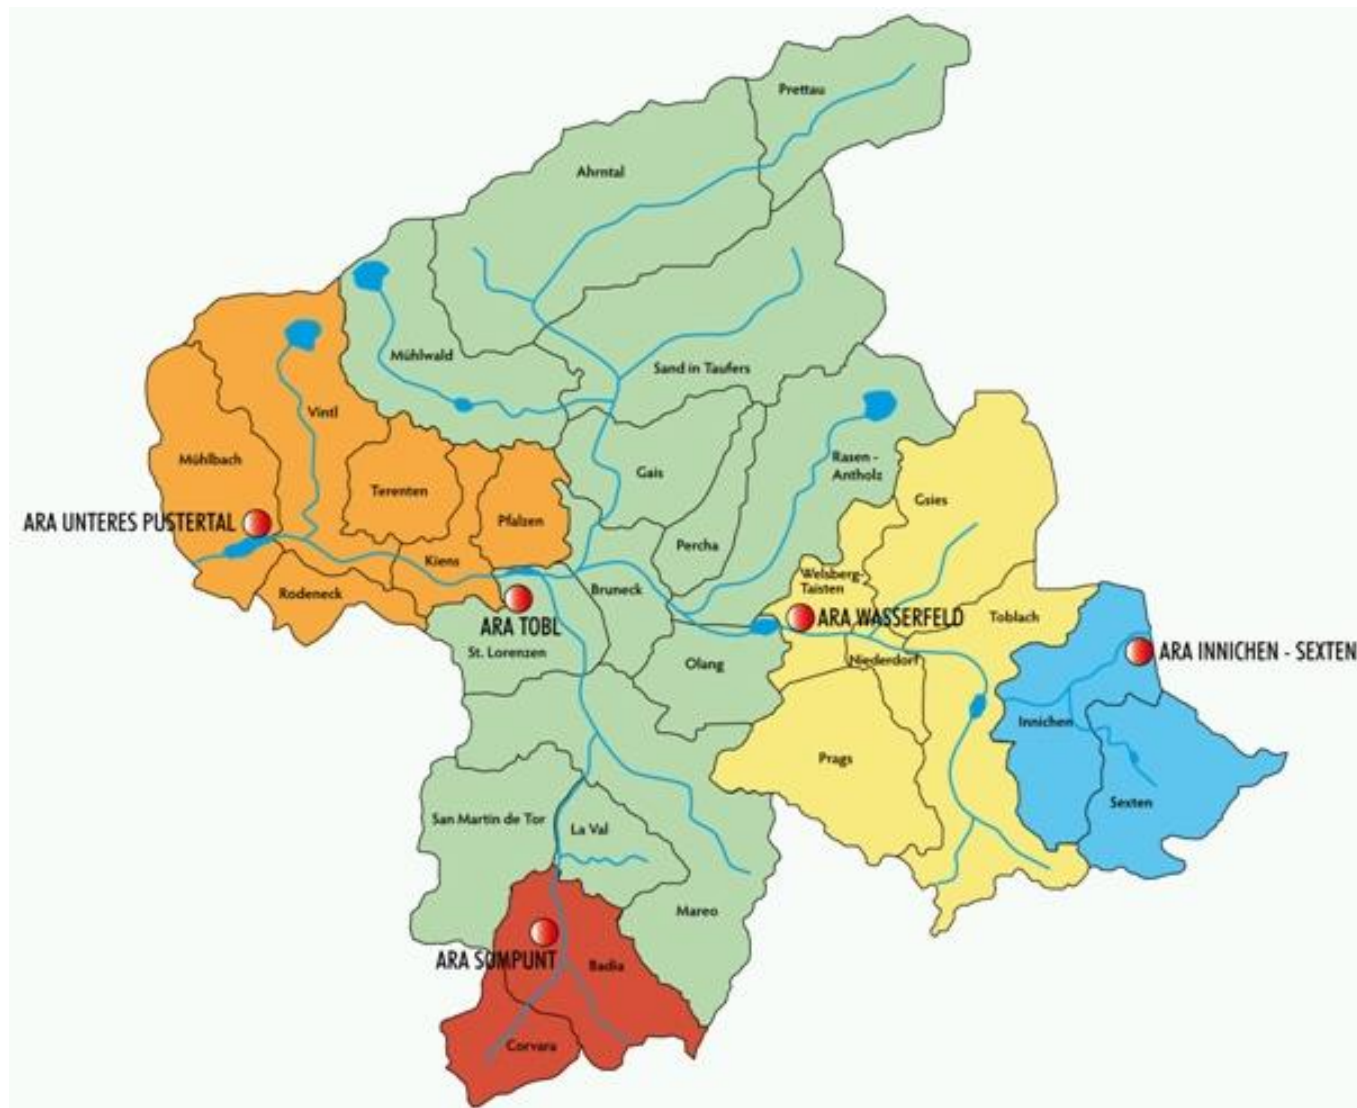 Prettau
Ahrntal
Mühlwald
Sand in Taufers
Vintl
Mühlbach
Terenten
Gais
Rasen -
Antholz
Gsies
Pfalzen
ARA UNTERES PUSTERTAL
Percha
Kiens
Welsberg-
Taisten
Rodeneck
Bruneck
ARA TOBL
ARA WASSERFELD
Toblach
St. Lorenzen
Olang
Niederdorf
ARA INNICHEN - SEXTEN
Innichen
Prags
Sexten
San Martin de Tor
La Val
Mareo
ARA SOMPUNT
Badia
Corvara